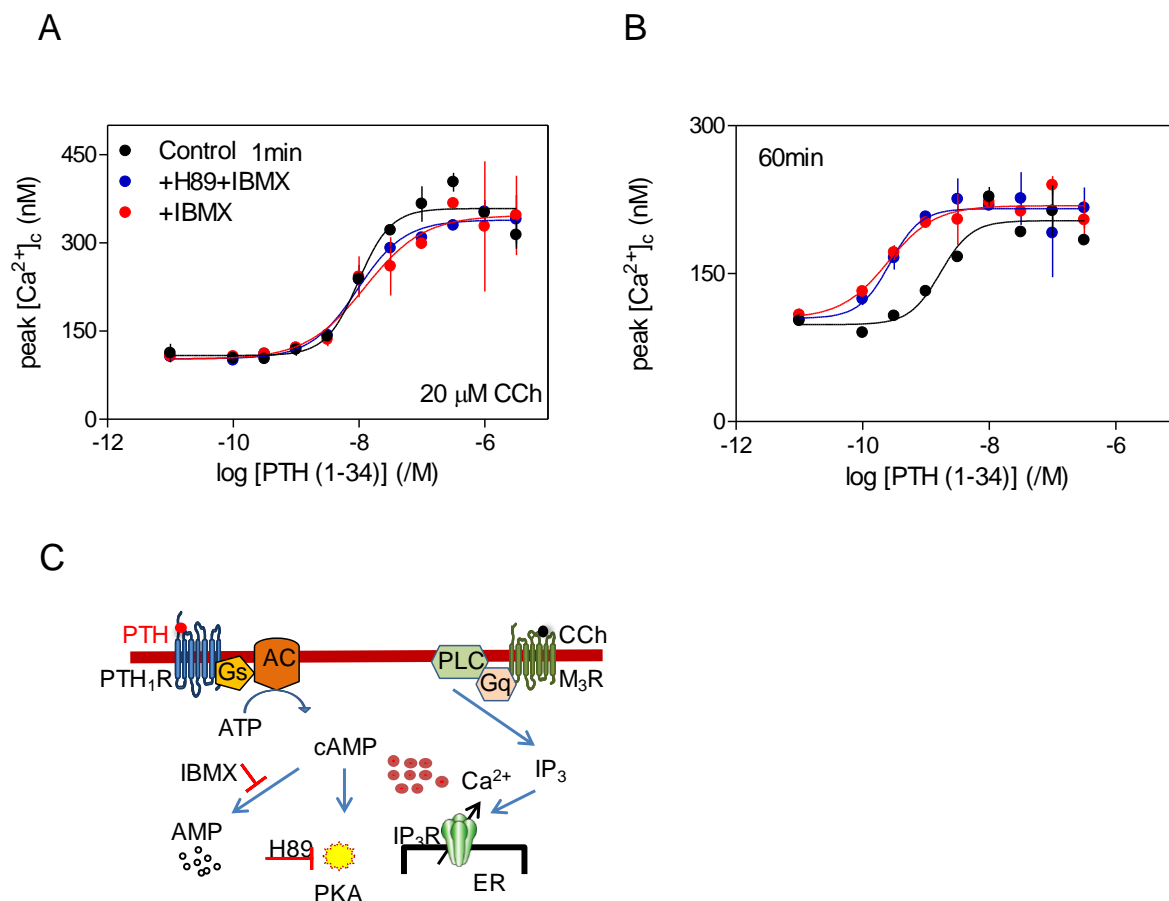 A
B
450
300
150
0
Control 1min
+H89+IBMX
+IBMX
20 μM CCh
-12
-10
-8
-6
log [PTH (1-34)] (/M)
peak [Ca²⁺]c (nM)
300
150
0
60min
-12
-10
-8
-6
log [PTH (1-34)] (/M)
peak [Ca²⁺]c (nM)
C
PTH
CCh
AC
PLC
PTH₁R
Gs
Gq
M₃R
ATP
cAMP
IBMX
Ca²⁺
IP₃
AMP
H89
IP₃R
PKA
ER